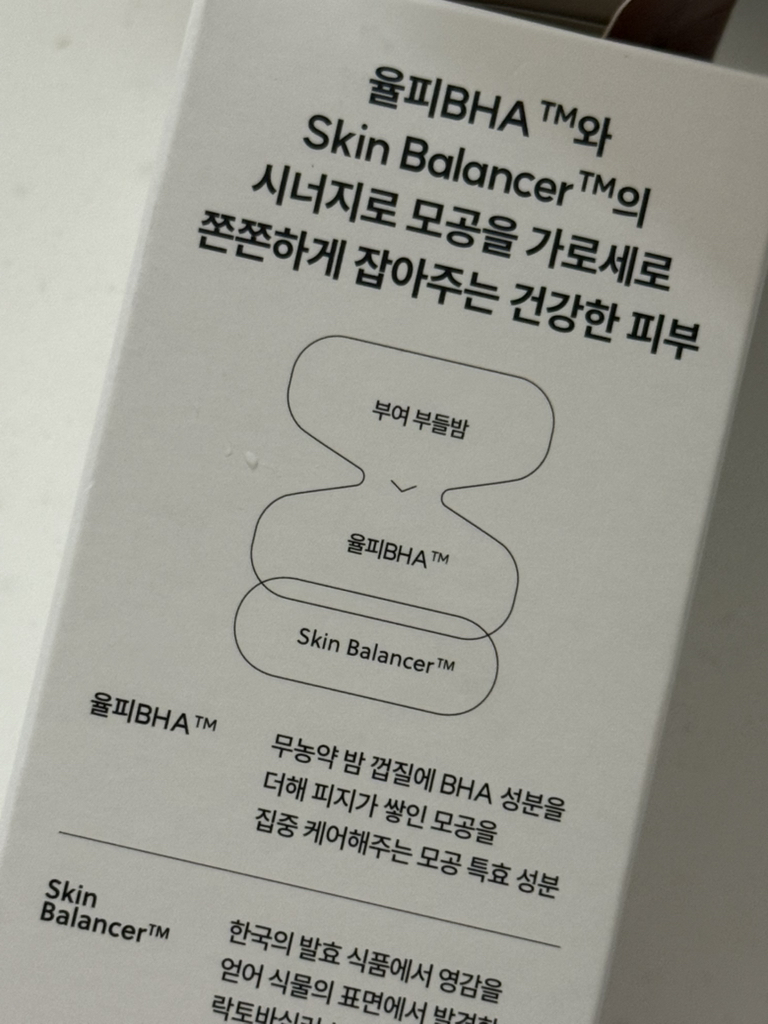 율피BHA™와
Skin Balancer™의
시너지로 모공을 가로세로
쫀쫀하게 잡아주는 건강한 피부
부여 부들밤
율피BHA™
Skin Balancer™
율피BHA™
무농약 밤 껍질에 BHA 성분을
더해 피지가 쌓인 모공을
집중 케어해주는 모공 특효 성분
Skin
Balancer™
한국의 발효 식품에서 영감을
얻어 식물의 표면에서 발견한